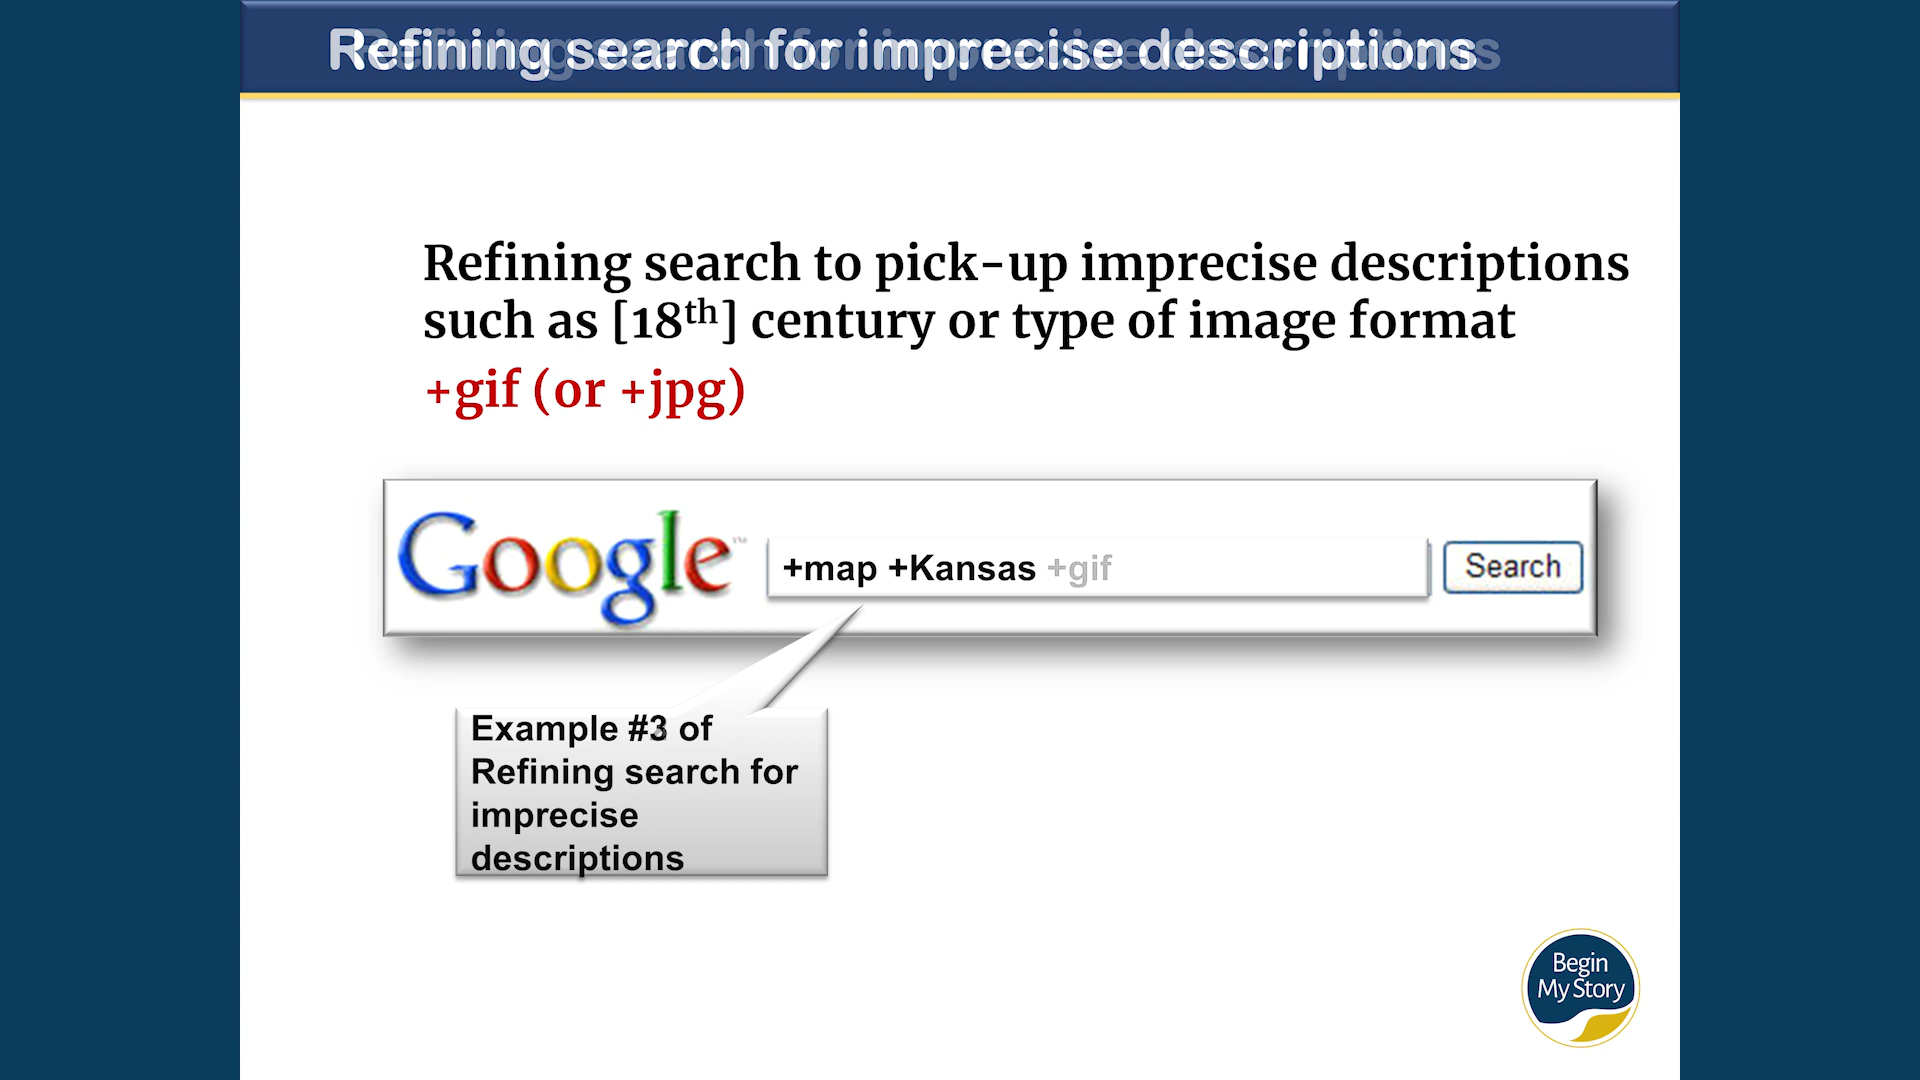 Refining search for imprecise descriptions
Refining search to pick-up imprecise descriptions
such as [18th] century or type of image format
+gif (or +jpg)
Google™
+map +Kansas +gif
Search
Example #3 of
Refining search for
imprecise
descriptions
Begin
My Story